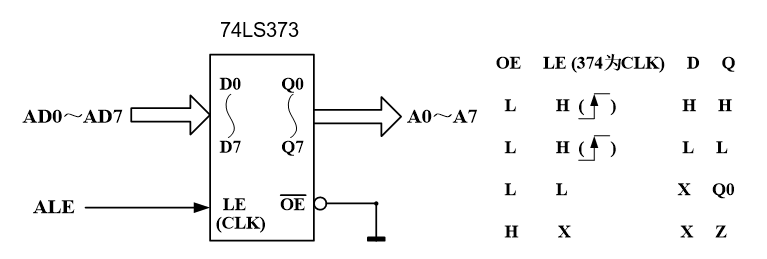 74LS373
OE LE (374为CLK) D Q
D0 Q0
AD0～AD7 A0～A7
L H ( ) H H
D7 Q7
L H ( ) L L
L L X Q0
ALE LE OE
(CLK)
H X X Z